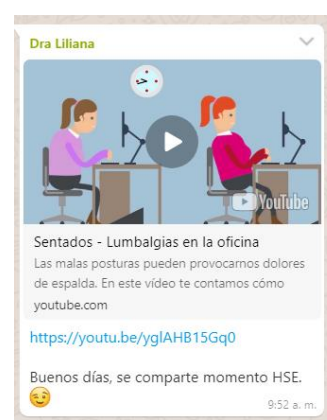 Dra Liliana
YouTube
Sentados - Lumbalgias en la oficina
Las malas posturas pueden provocarnos dolores
de espalda. En este vídeo te contamos cómo
youtube.com
https://youtu.be/yglAHB15Gq0
Buenos días, se comparte momento HSE.
9:52 a. m.